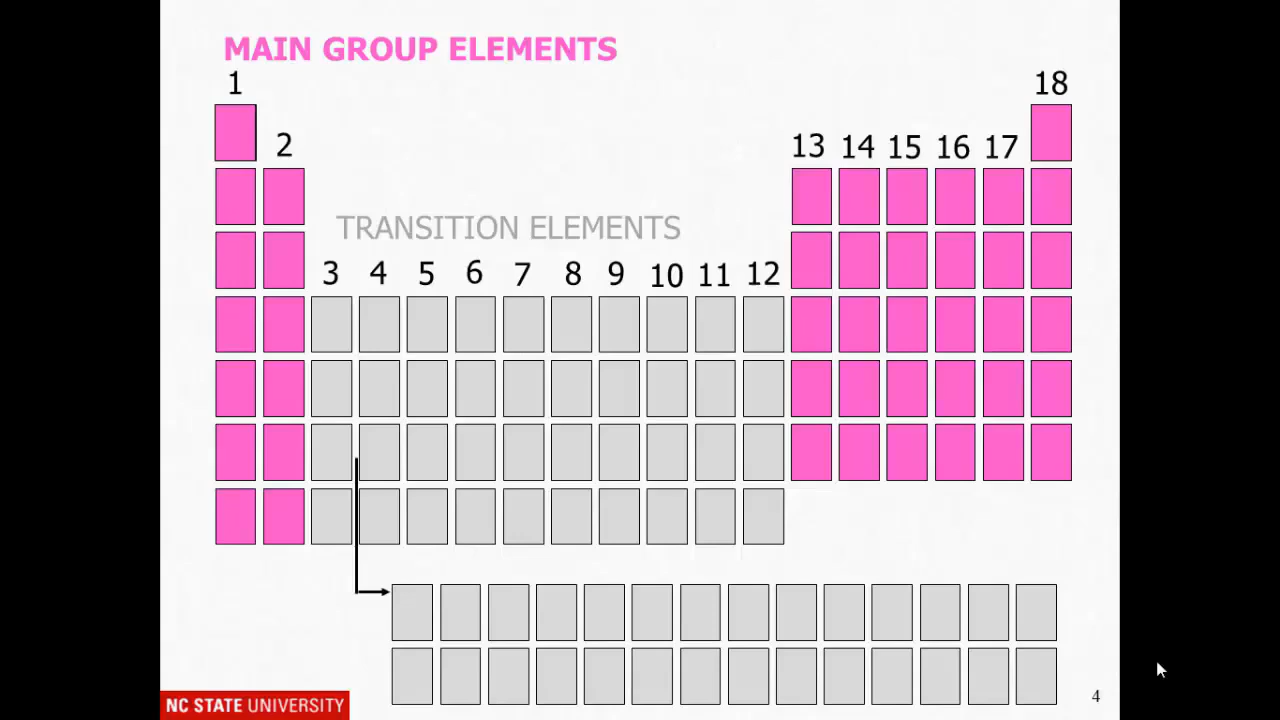 MAIN GROUP ELEMENTS
1 18
2 13 14 15 16 17
TRANSITION ELEMENTS
3 4 5 6 7 8 9 10 11 12
NC STATE UNIVERSITY
4